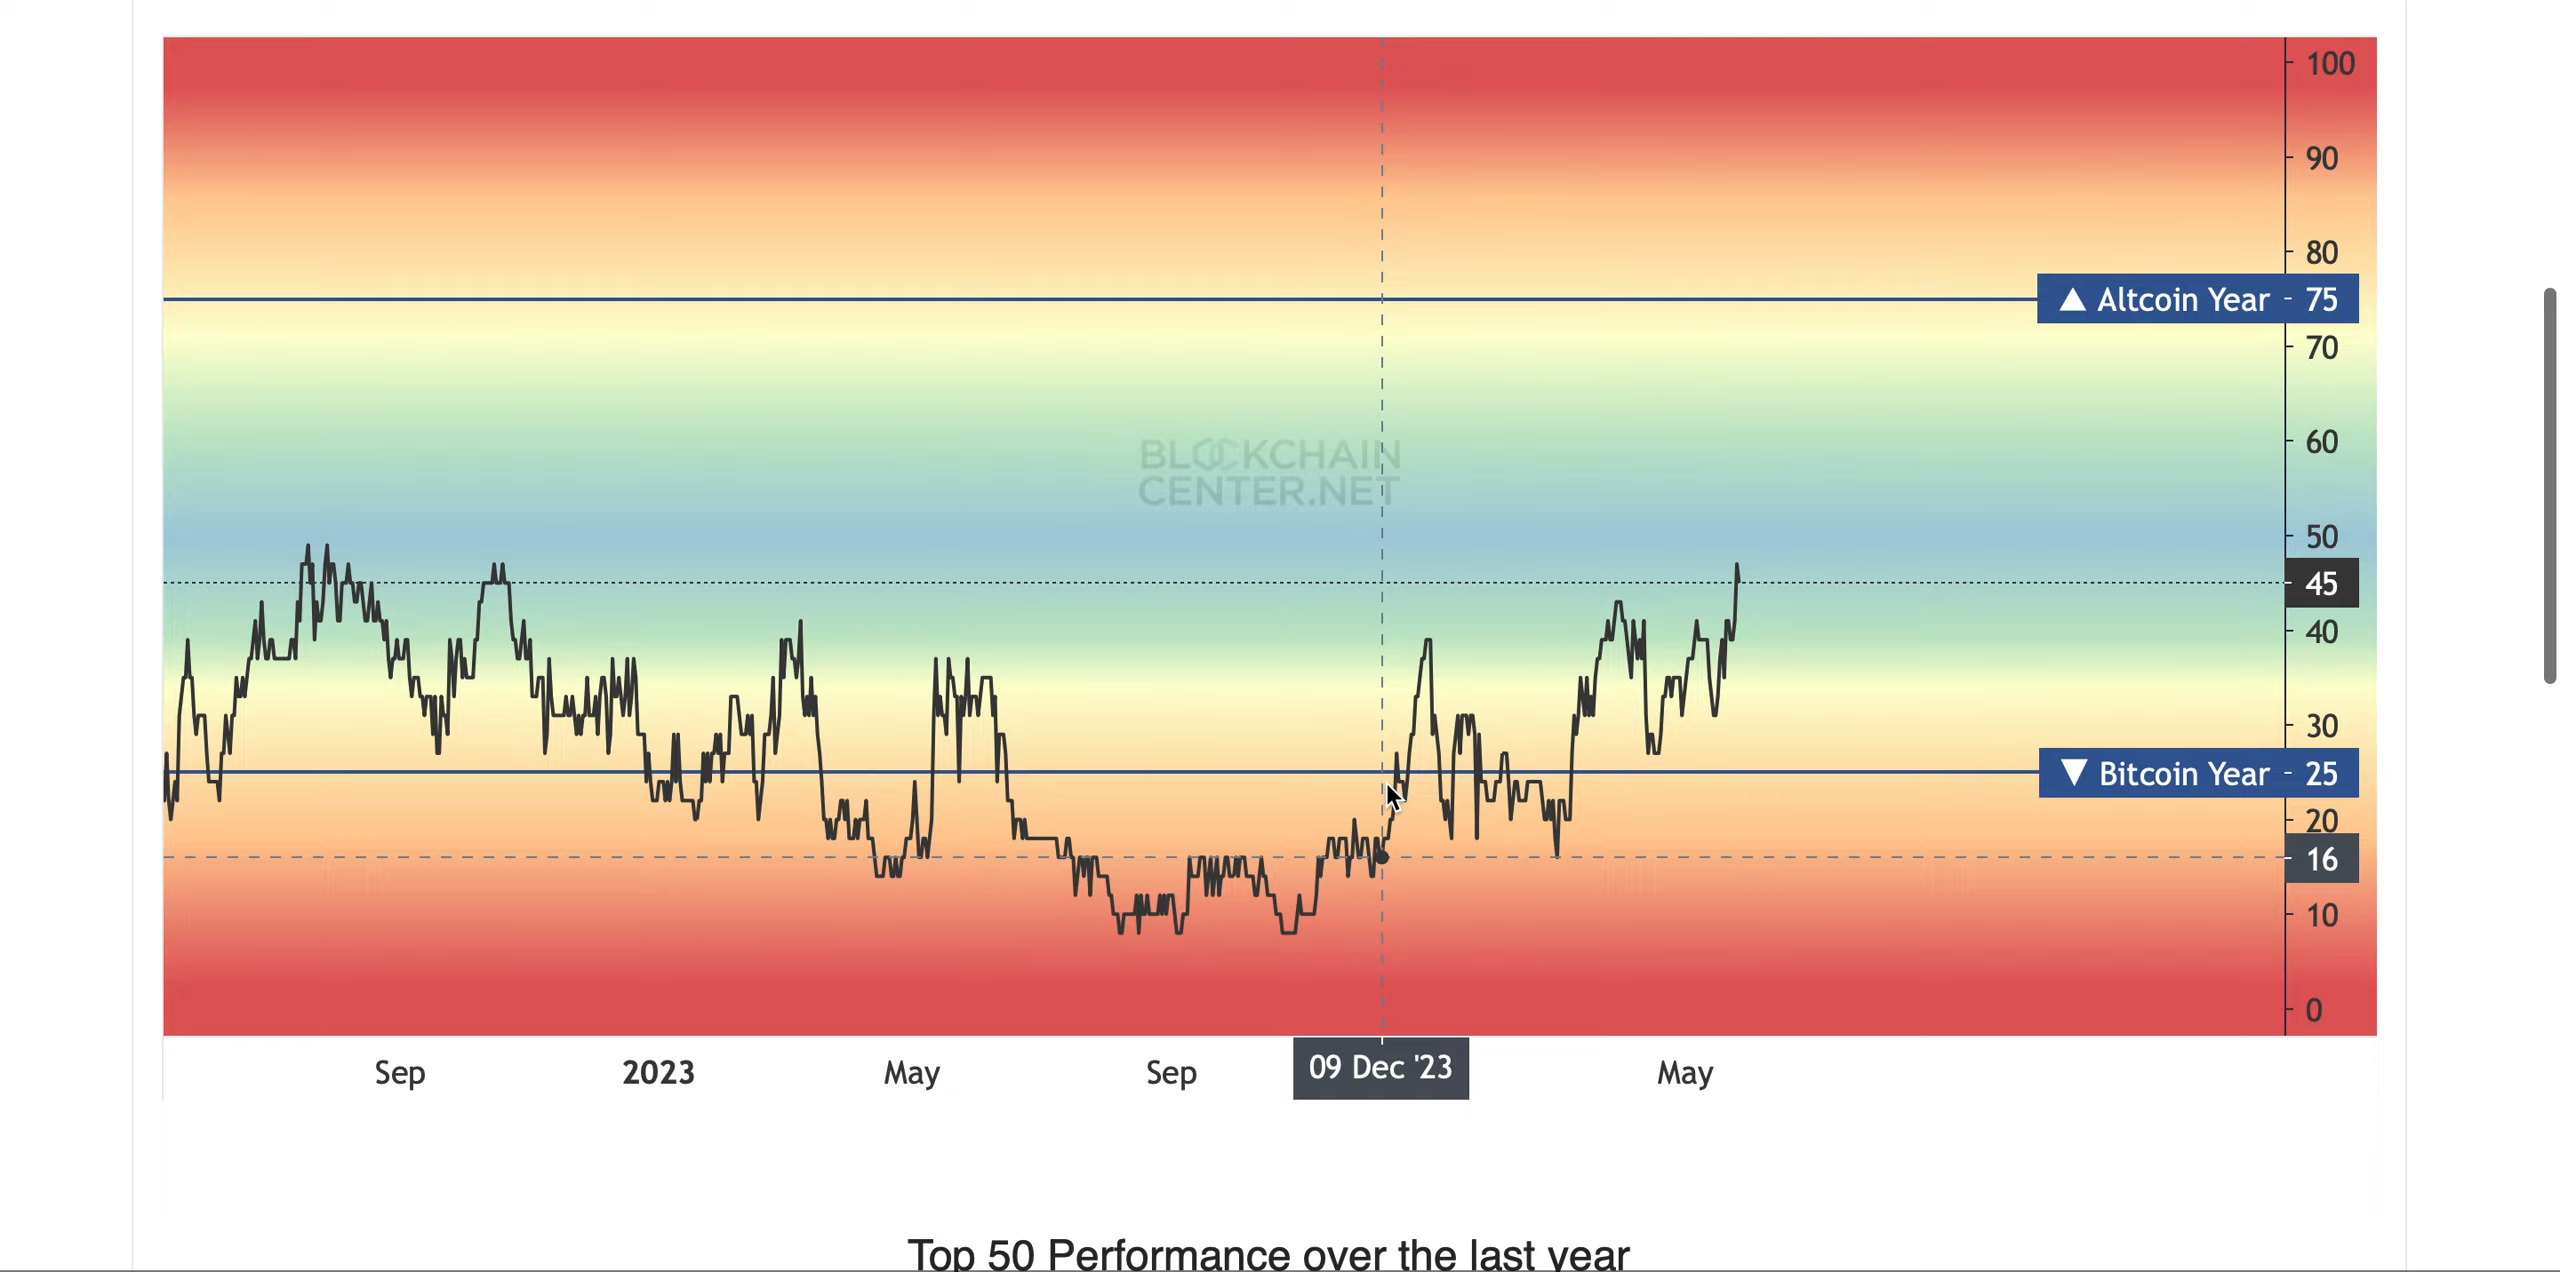 100
90
80
▲ Altcoin Year - 75
70
BLOCKCHAIN
CENTER.NET
60
50
45
40
30
▼ Bitcoin Year - 25
20
16
10
0
Sep 2023 May Sep 09 Dec '23 May
Top 50 Performance over the last year